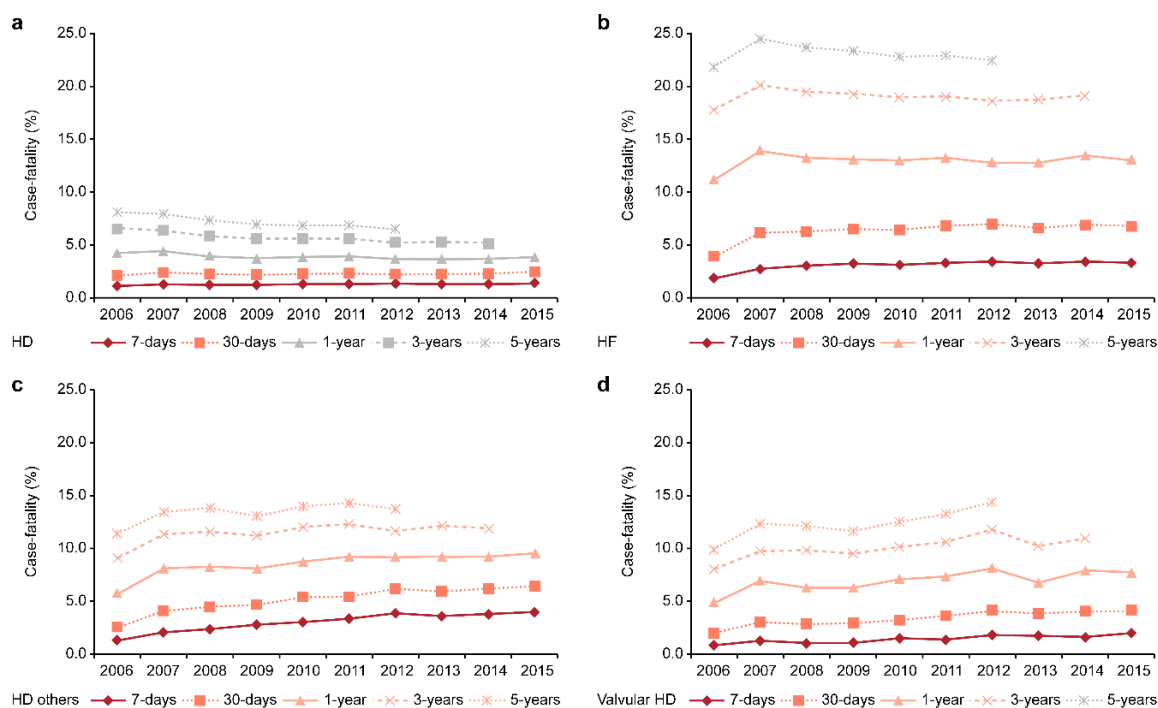 a
Case-fatality (%)
25.0
20.0
15.0
10.0
5.0
0.0
2006 2007 2008 2009 2010 2011 2012 2013 2014 2015
HD 7-days 30-days 1-year 3-years 5-years
b
Case-fatality (%)
25.0
20.0
15.0
10.0
5.0
0.0
2006 2007 2008 2009 2010 2011 2012 2013 2014 2015
HF 7-days 30-days 1-year 3-years 5-years
c
Case-fatality (%)
25.0
20.0
15.0
10.0
5.0
0.0
2006 2007 2008 2009 2010 2011 2012 2013 2014 2015
HD others 7-days 30-days 1-year 3-years 5-years
d
Case-fatality (%)
25.0
20.0
15.0
10.0
5.0
0.0
2006 2007 2008 2009 2010 2011 2012 2013 2014 2015
Valvular HD 7-days 30-days 1-year 3-years 5-years